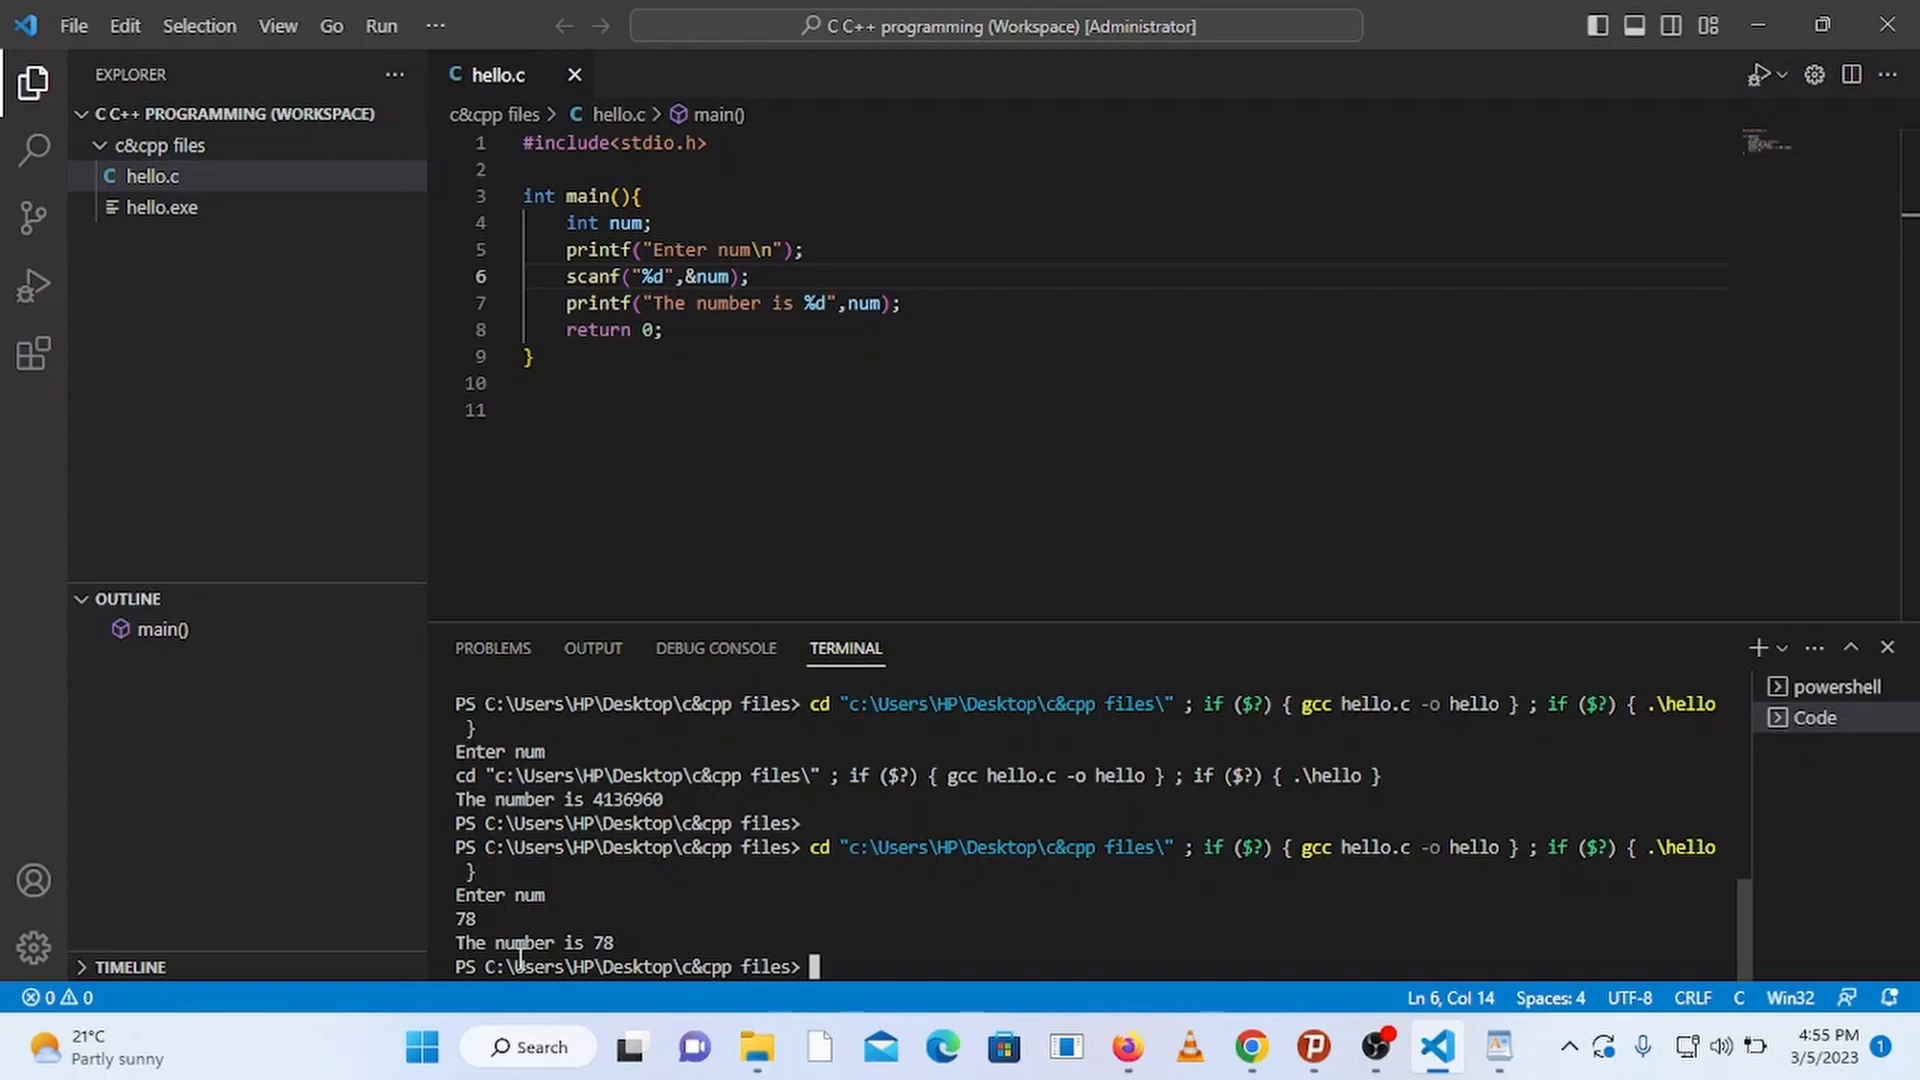 File Edit Selection View Go Run ···
C C++ programming (Workspace) [Administrator]
EXPLORER
C hello.c
C C++ PROGRAMMING (WORKSPACE)
c&cpp files
C hello.c
hello.exe
c&cpp files > C hello.c > main()
1 #include<stdio.h>
2
3 int main(){
4 int num;
5 printf("Enter num\n");
6 scanf("%d",&num);
7 printf("The number is %d",num);
8 return 0;
9 }
10
11
OUTLINE
main()
TIMELINE
PROBLEMS OUTPUT DEBUG CONSOLE TERMINAL
powershell
Code
PS C:\Users\HP\Desktop\c&cpp files> cd "c:\Users\HP\Desktop\c&cpp files\" ; if ($?) { gcc hello.c -o hello } ; if ($?) { .\hello
}
Enter num
cd "c:\Users\HP\Desktop\c&cpp files\" ; if ($?) { gcc hello.c -o hello } ; if ($?) { .\hello }
The number is 4136960
PS C:\Users\HP\Desktop\c&cpp files>
PS C:\Users\HP\Desktop\c&cpp files> cd "c:\Users\HP\Desktop\c&cpp files\" ; if ($?) { gcc hello.c -o hello } ; if ($?) { .\hello
}
Enter num
78
The number is 78
PS C:\Users\HP\Desktop\c&cpp files>
0 0
Ln 6, Col 14 Spaces: 4 UTF-8 CRLF C Win32
21°C
Partly sunny
Search
4:55 PM
3/5/2023
1